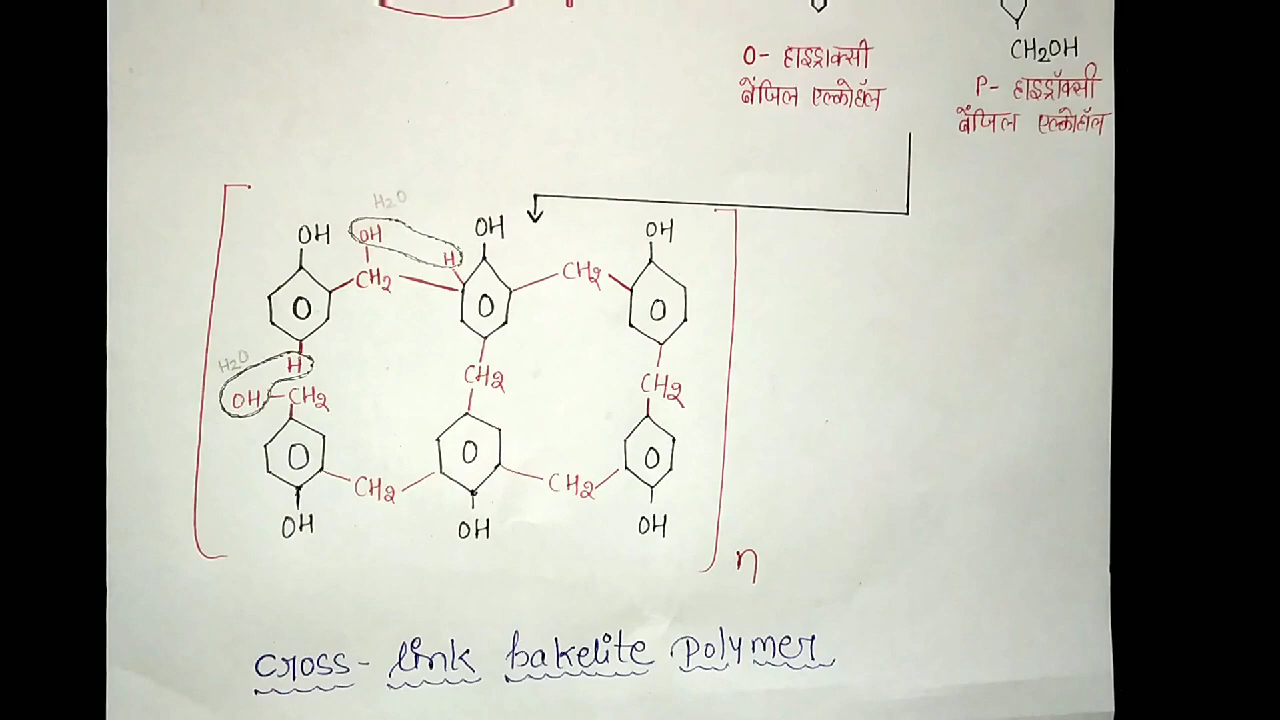 CH2OH
O- हाइड्राक्सी
बेंजिल एल्कोहॉल
P- हाइड्रॉक्सी
बेंजिल एल्कोहॉल
H2O
OH OH OH OH
H
CH2 CH2
H2O
H
CH2 CH2
OH CH2
CH2 CH2
OH OH OH
n
Cross-link bakelite polymer